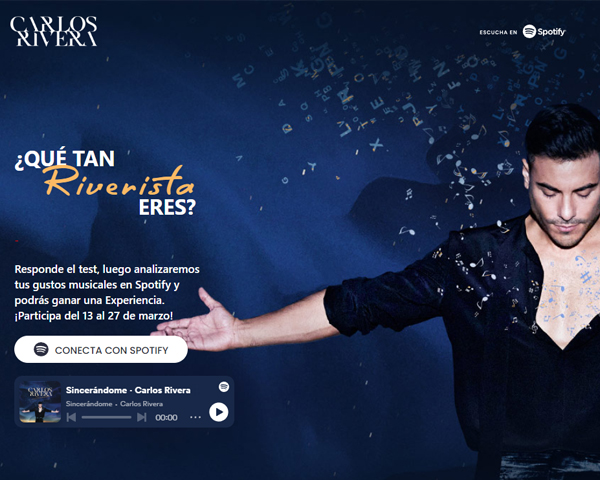 CARLOS
RIVERA
ESCUCHA EN Spotify
¿QUÉ TAN
Riverista
ERES?
Responde el test, luego analizaremos
tus gustos musicales en Spotify y
podrás ganar una Experiencia.
¡Participa del 13 al 27 de marzo!
CONECTA CON SPOTIFY
CARLOS
RIVERA
Sincerándome - Carlos Rivera
Sincerándome - Carlos Rivera
00:00